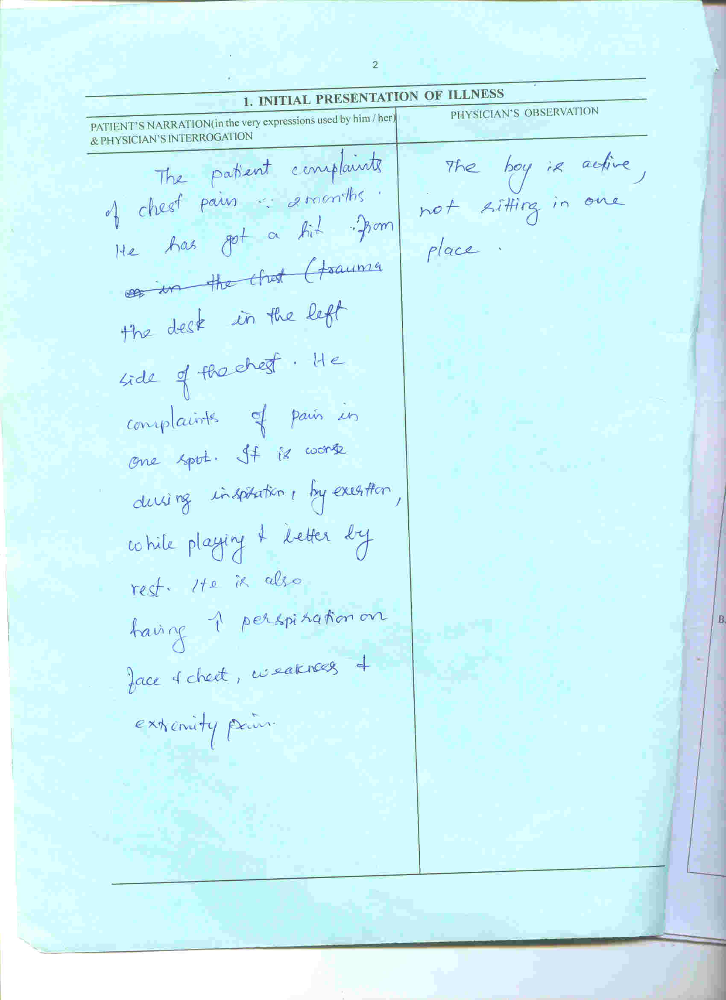 2
1. INITIAL PRESENTATION OF ILLNESS
PATIENT'S NARRATION(in the very expressions used by him / her)
& PHYSICIAN'S INTERROGATION
PHYSICIAN'S OBSERVATION
The patient complaints
of chest pain ∵ 2 months.
He has got a hit from
in the chest (trauma
the desk in the left
side of the chest. He
complaints of pain in
one spot. It is worse
during inspiration, by exertion,
while playing & better by
rest. He is also
having ↑ perspiration on
face & chest, weakness &
extremity pain.
The boy is active,
not sitting in one
place.
B.